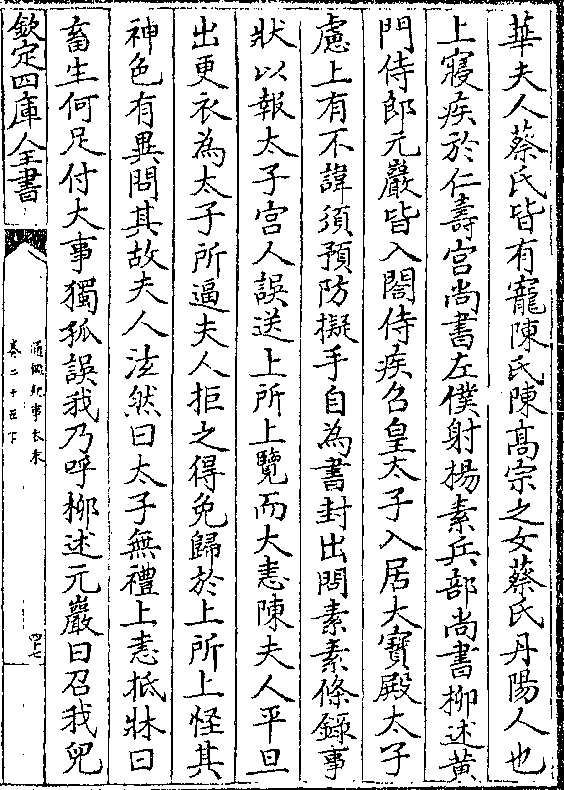 華夫人蔡氏皆有寵陳氏陳髙宗之女蔡氏丹陽人也
上寢疾於仁壽宮尚書左僕射楊素兵部尚書柳述黄
門侍郎元巖皆入閤侍疾召皇太子入居大寶殿太子
慮上有不諱須預防擬手自為書封出問素素條録事
狀以報太子宮人誤送上所上覽而大恚陳夫人平旦
出更衣為太子所逼夫人拒之得免歸於上所上怪其
神色有異問其故夫人泫然曰太子無禮上恚抵牀曰
畜生何足付大事獨孤誤我乃呼柳述元巖曰召我兒
欽定四庫全書
通鑑紀事本末
卷二十五下
四七